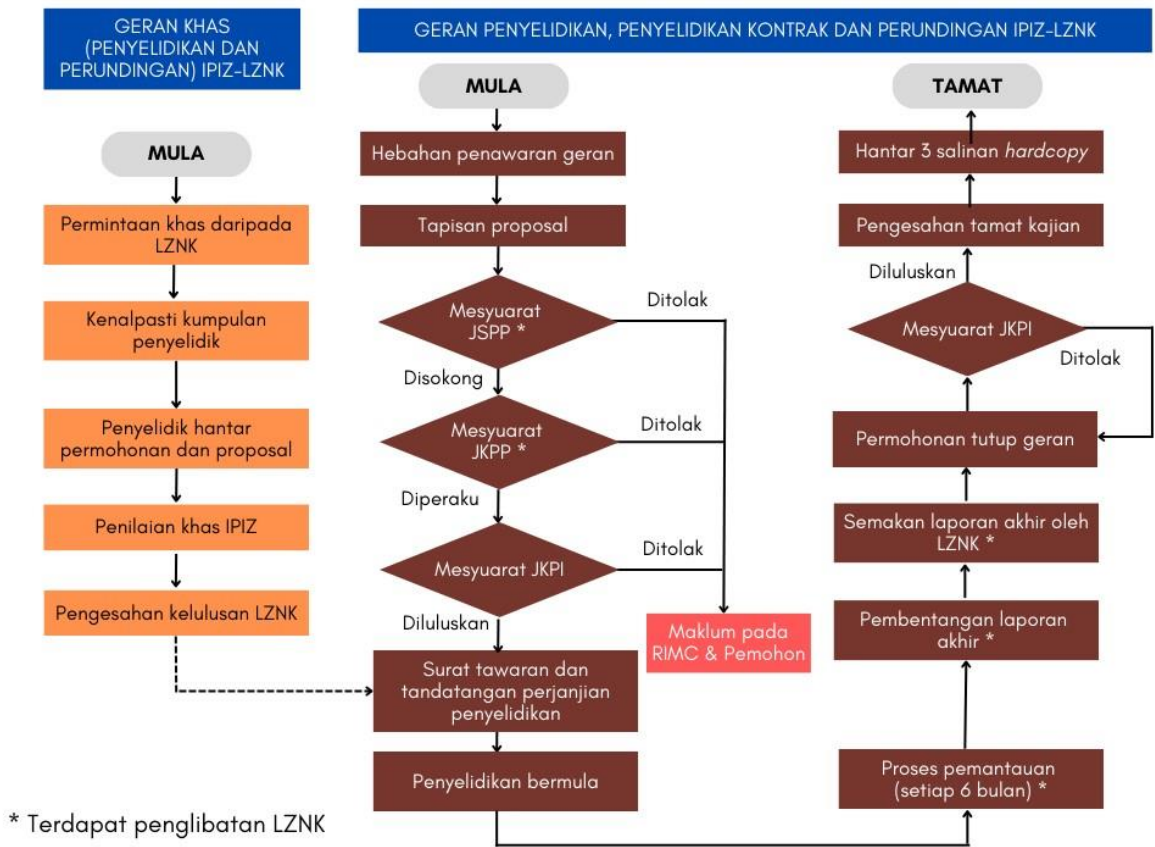 GERAN KHAS
(PENYELIDIKAN DAN
PERUNDINGAN) IPIZ-LZNK
MULA
Permintaan khas daripada
LZNK
Kenalpasti kumpulan
penyelidik
Penyelidik hantar
permohonan dan proposal
Penilaian khas IPIZ
Pengesahan kelulusan LZNK
GERAN PENYELIDIKAN, PENYELIDIKAN KONTRAK DAN PERUNDINGAN IPIZ-LZNK
MULA
Hebahan penawaran geran
Tapisan proposal
Mesyuarat
JSPP *
Ditolak
Disokong
Mesyuarat
JKPP *
Ditolak
Diperaku
Mesyuarat JKPI
Ditolak
Diluluskan
Maklum pada
RIMC & Pemohon
Surat tawaran dan
tandatangan perjanjian
penyelidikan
Penyelidikan bermula
TAMAT
Hantar 3 salinan hardcopy
Pengesahan tamat kajian
Diluluskan
Mesyuarat JKPI
Ditolak
Permohonan tutup geran
Semakan laporan akhir oleh
LZNK *
Pembentangan laporan
akhir *
Proses pemantauan
(setiap 6 bulan) *
* Terdapat penglibatan LZNK